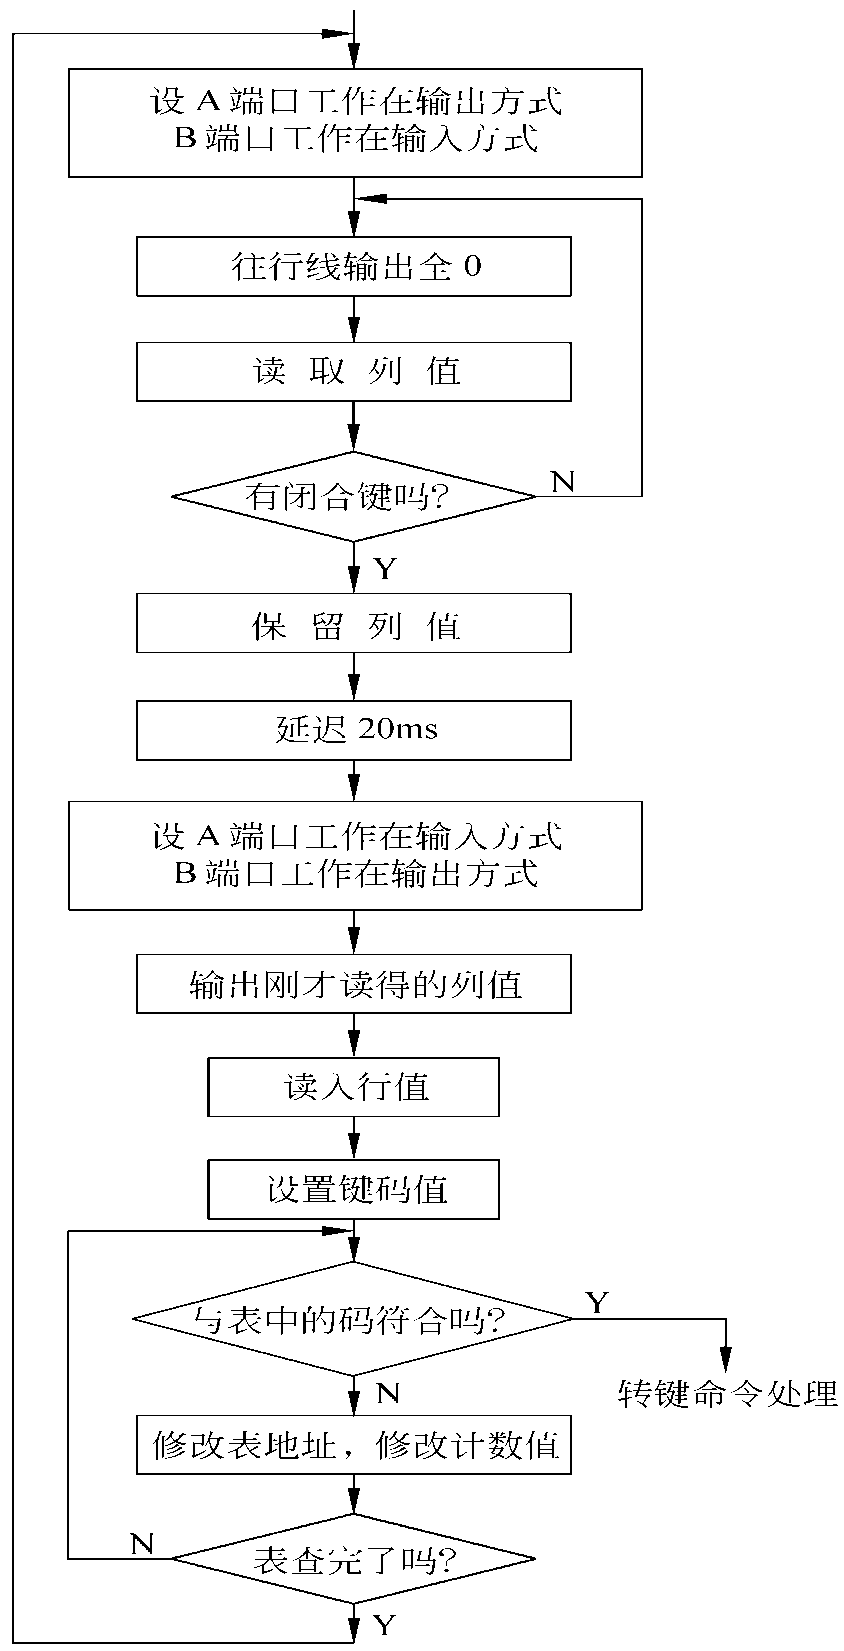 设 A 端口工作在输出方式
B 端口工作在输入方式
往行线输出全 0
读 取 列 值
有闭合键吗?
N
Y
保 留 列 值
延迟 20ms
设 A 端口工作在输入方式
B 端口工作在输出方式
输出刚才读得的列值
读入行值
设置键码值
与表中的码符合吗?
Y
转键命令处理
N
修改表地址，修改计数值
N
表查完了吗?
Y